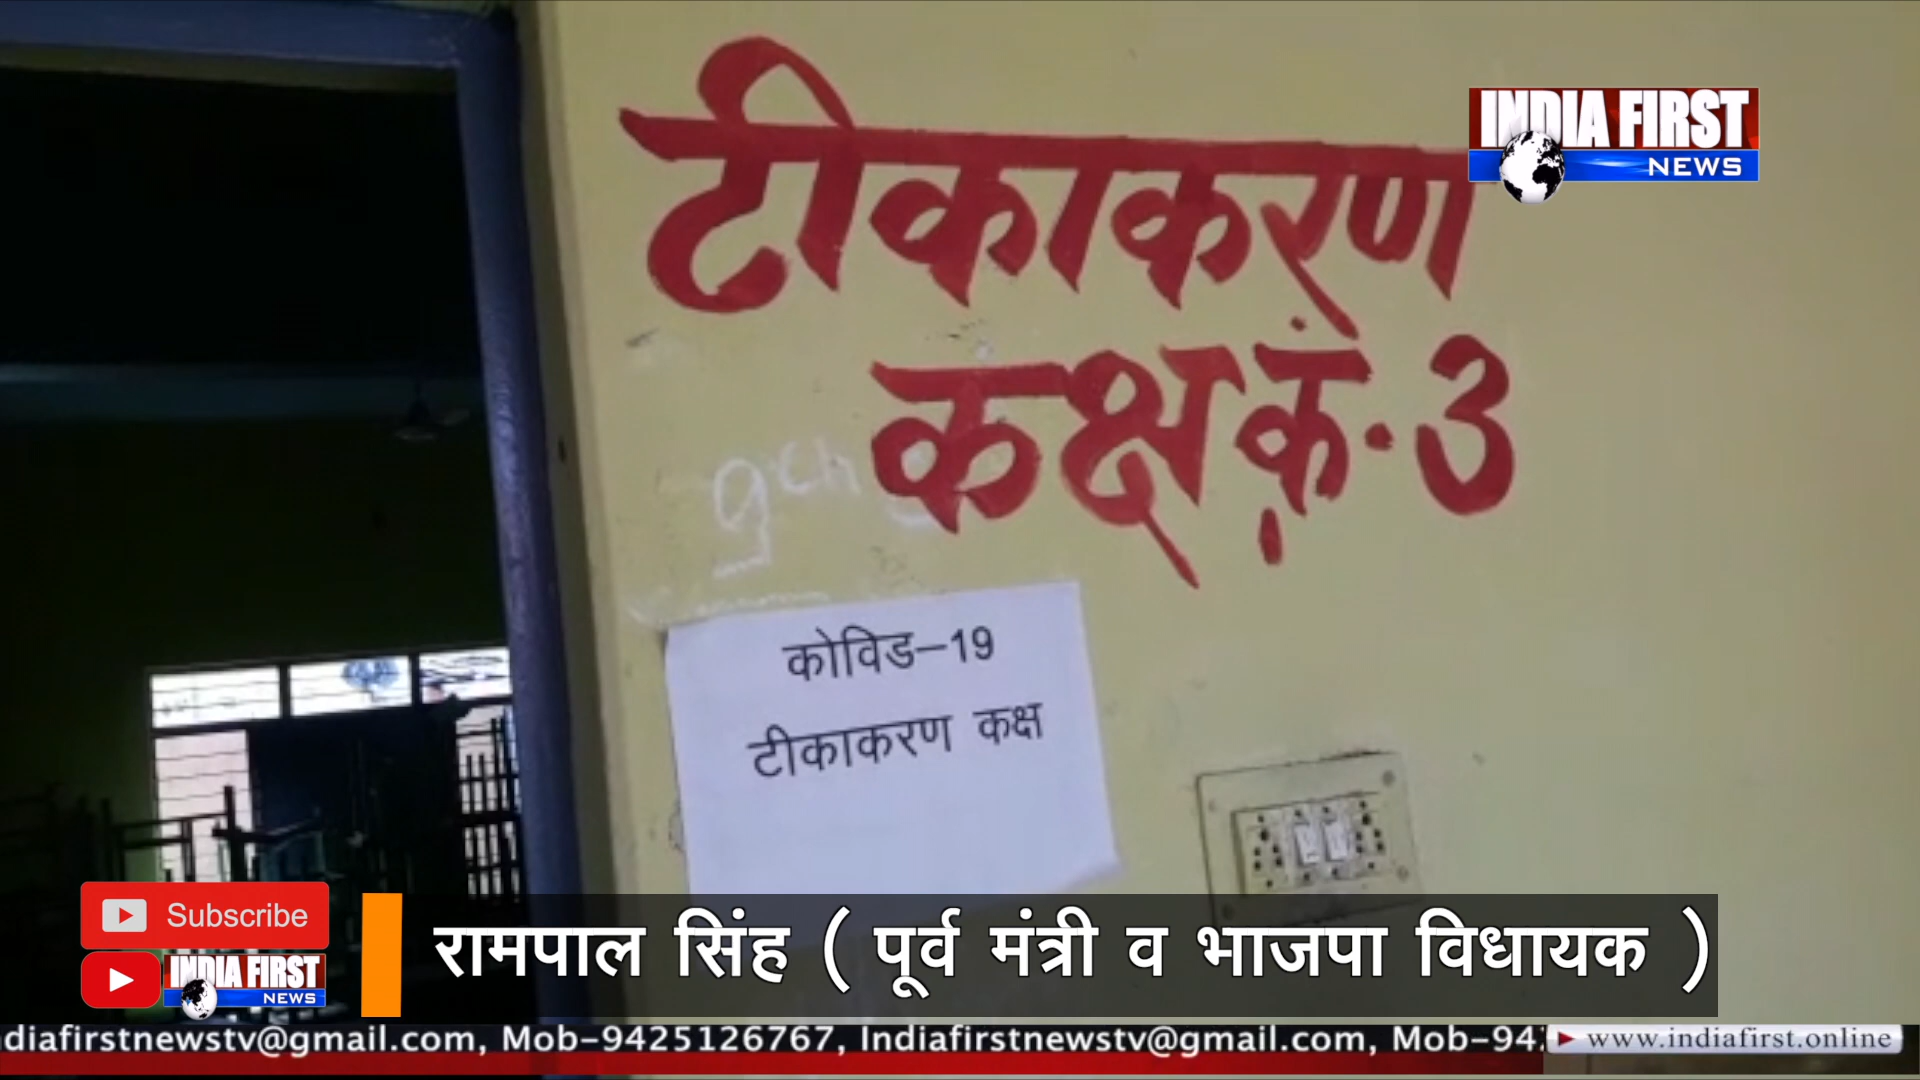 INDIA FIRST
NEWS
टीकाकरण
कक्ष क्रं.-3
9th
कोविड–19
टीकाकरण कक्ष
Subscribe
रामपाल सिंह ( पूर्व मंत्री व भाजपा विधायक )
INDIA FIRST
NEWS
diafirstnewstv@gmail.com, Mob-9425126767, Indiafirstnewstv@gmail.com, Mob-94
www.indiafirst.online